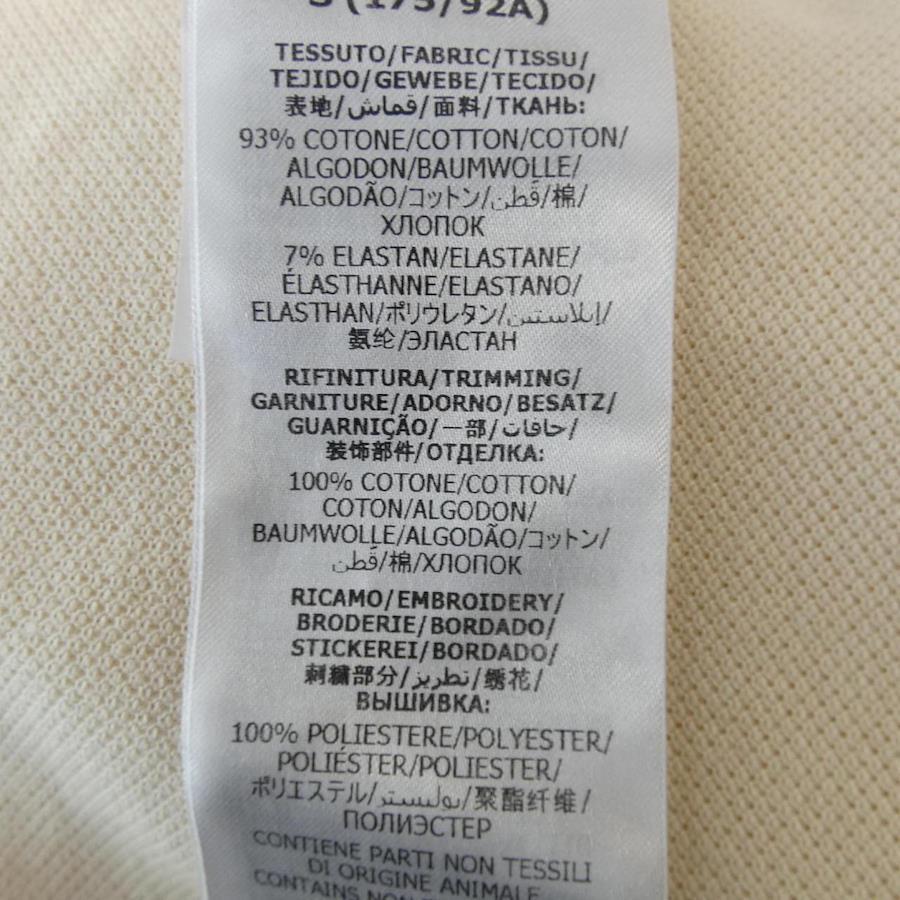 S (175/92A)
TESSUTO/FABRIC/TISSU/
TEJIDO/GEWEBE/TECIDO/
表地/قماش/面料/ТКАНЬ:
93% COTONE/COTTON/COTON/
ALGODON/BAUMWOLLE/
ALGODÃO/コットン/قطن/棉/
ХЛОПОК
7% ELASTAN/ELASTANE/
ÉLASTHANNE/ELASTANO/
ELASTHAN/ポリウレタン/إيلاستين/
氨纶/ЭЛАСТАН
RIFINITURA/TRIMMING/
GARNITURE/ADORNO/BESATZ/
GUARNIÇÃO/一部/حافات/
装饰部件/ОТДЕЛКА:
100% COTONE/COTTON/
COTON/ALGODON/
BAUMWOLLE/ALGODÃO/コットン/
قطن/棉/ХЛОПОК
RICAMO/EMBROIDERY/
BRODERIE/BORDADO/
STICKEREI/BORDADO/
刺繍部分/تطريز/绣花/
ВЫШИВКА:
100% POLIESTERE/POLYESTER/
POLIÉSTER/POLIESTER/
ポリエステル/بوليستر/聚酯纤维/
ПОЛИЭСТЕР
CONTIENE PARTI NON TESSILI
DI ORIGINE ANIMALE
CONTAINS NON